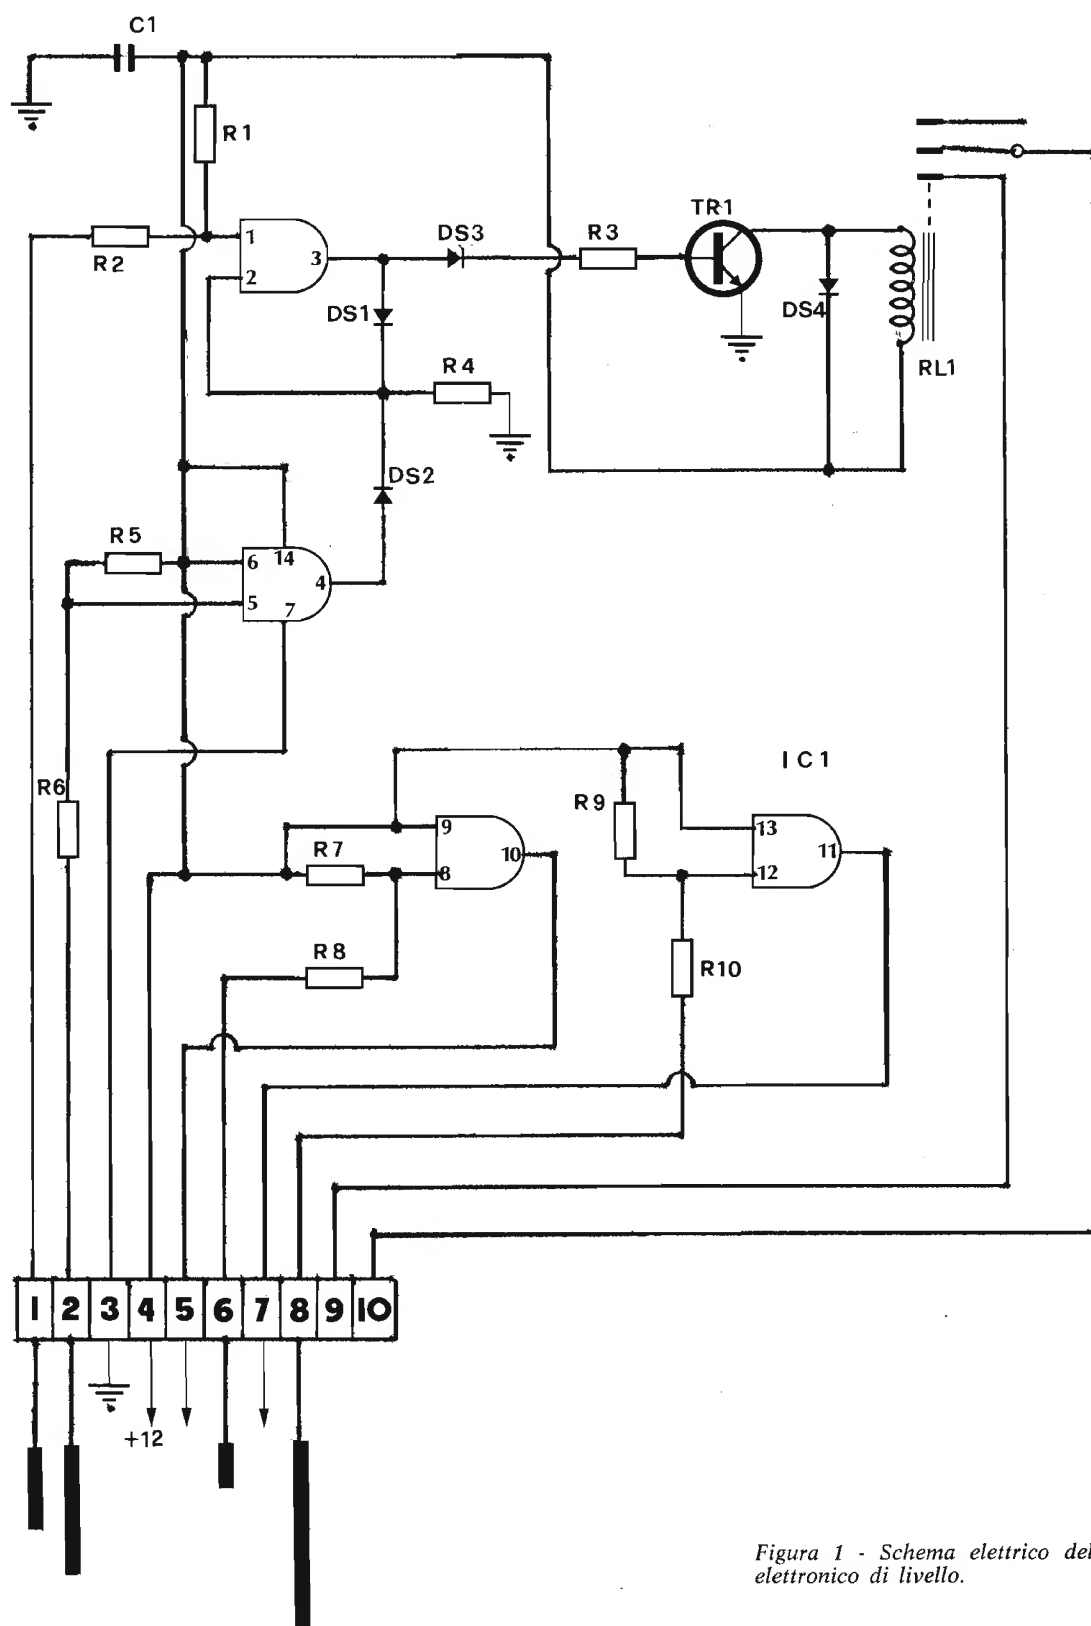 C1
R1
TR1
R2
1
2
3
DS3
R3
DS1
DS4
R4
RL1
DS2
R5
6
14
4
5
7
R6
IC1
R9
9
13
R7
10
11
8
12
R8
R10
1 2 3 4 5 6 7 8 9 10
+12
Figura 1 - Schema elettrico del
elettronico di livello.